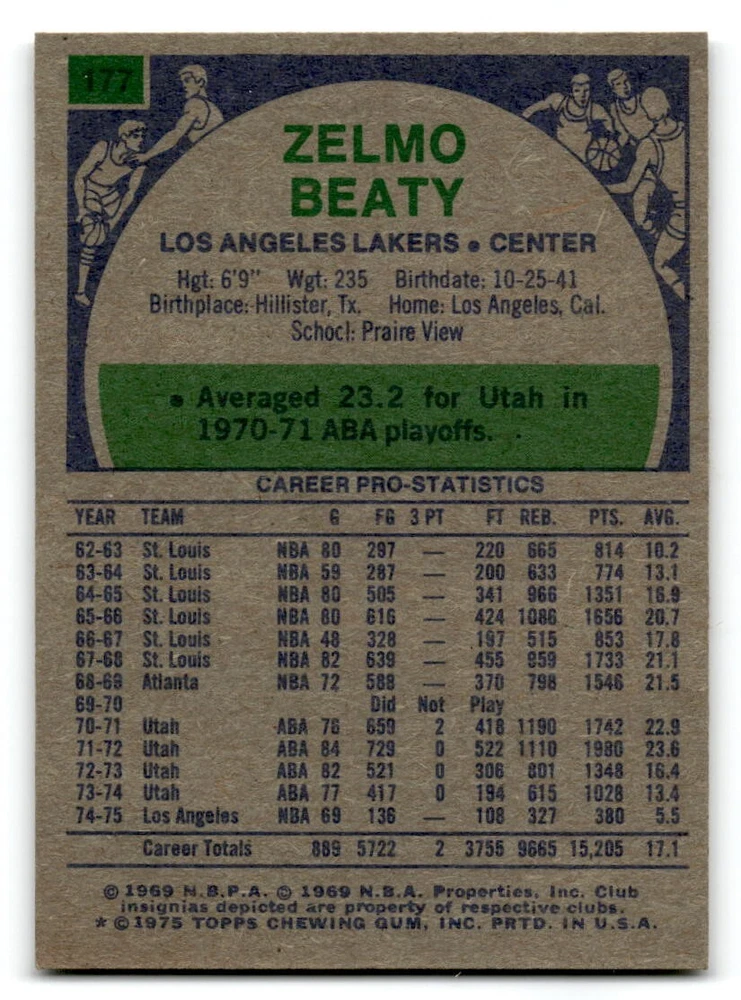 177
ZELMO
BEATY
LOS ANGELES LAKERS • CENTER
Hgt: 6'9" Wgt: 235 Birthdate: 10-25-41
Birthplace: Hillister, Tx. Home: Los Angeles, Cal.
School: Praire View
• Averaged 23.2 for Utah in
1970-71 ABA playoffs.
CAREER PRO-STATISTICS
YEAR TEAM G FG 3 PT FT REB. PTS. AVG.
62-63 St. Louis NBA 80 297 — 220 665 814 10.2
63-64 St. Louis NBA 59 287 — 200 633 774 13.1
64-65 St. Louis NBA 80 505 — 341 966 1351 16.9
65-66 St. Louis NBA 80 616 — 424 1086 1656 20.7
66-67 St. Louis NBA 48 328 — 197 515 853 17.8
67-68 St. Louis NBA 82 639 — 455 959 1733 21.1
68-69 Atlanta NBA 72 588 — 370 798 1546 21.5
69-70 Did Not Play
70-71 Utah ABA 76 659 2 418 1190 1742 22.9
71-72 Utah ABA 84 729 0 522 1110 1980 23.6
72-73 Utah ABA 82 521 0 306 801 1348 16.4
73-74 Utah ABA 77 417 0 194 615 1028 13.4
74-75 Los Angeles NBA 69 136 — 108 327 380 5.5
Career Totals 889 5722 2 3755 9665 15,205 17.1
© 1969 N.B.P.A. © 1969 N.B.A. Properties, Inc. Club
insignias depicted are property of respective clubs.
* © 1975 TOPPS CHEWING GUM, INC. PRTD. IN U.S.A.